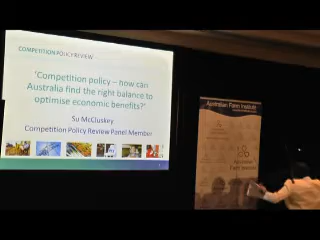 COMPETITION POLICY REVIEW
'Competition policy – how can
Australia find the right balance to
optimise economic benefits?'
Su McCluskey
Competition Policy Review Panel Member
Australian Farm Institute